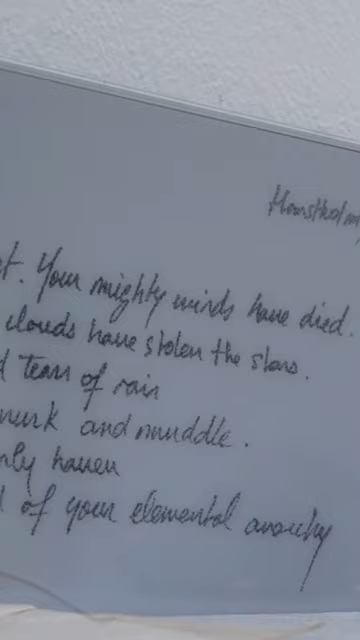 Hanstholm,
t. Your mighty winds have died.
clouds have stolen the stars.
d tears of rain
murk and muddle.
nly haven
of your elemental anarchy